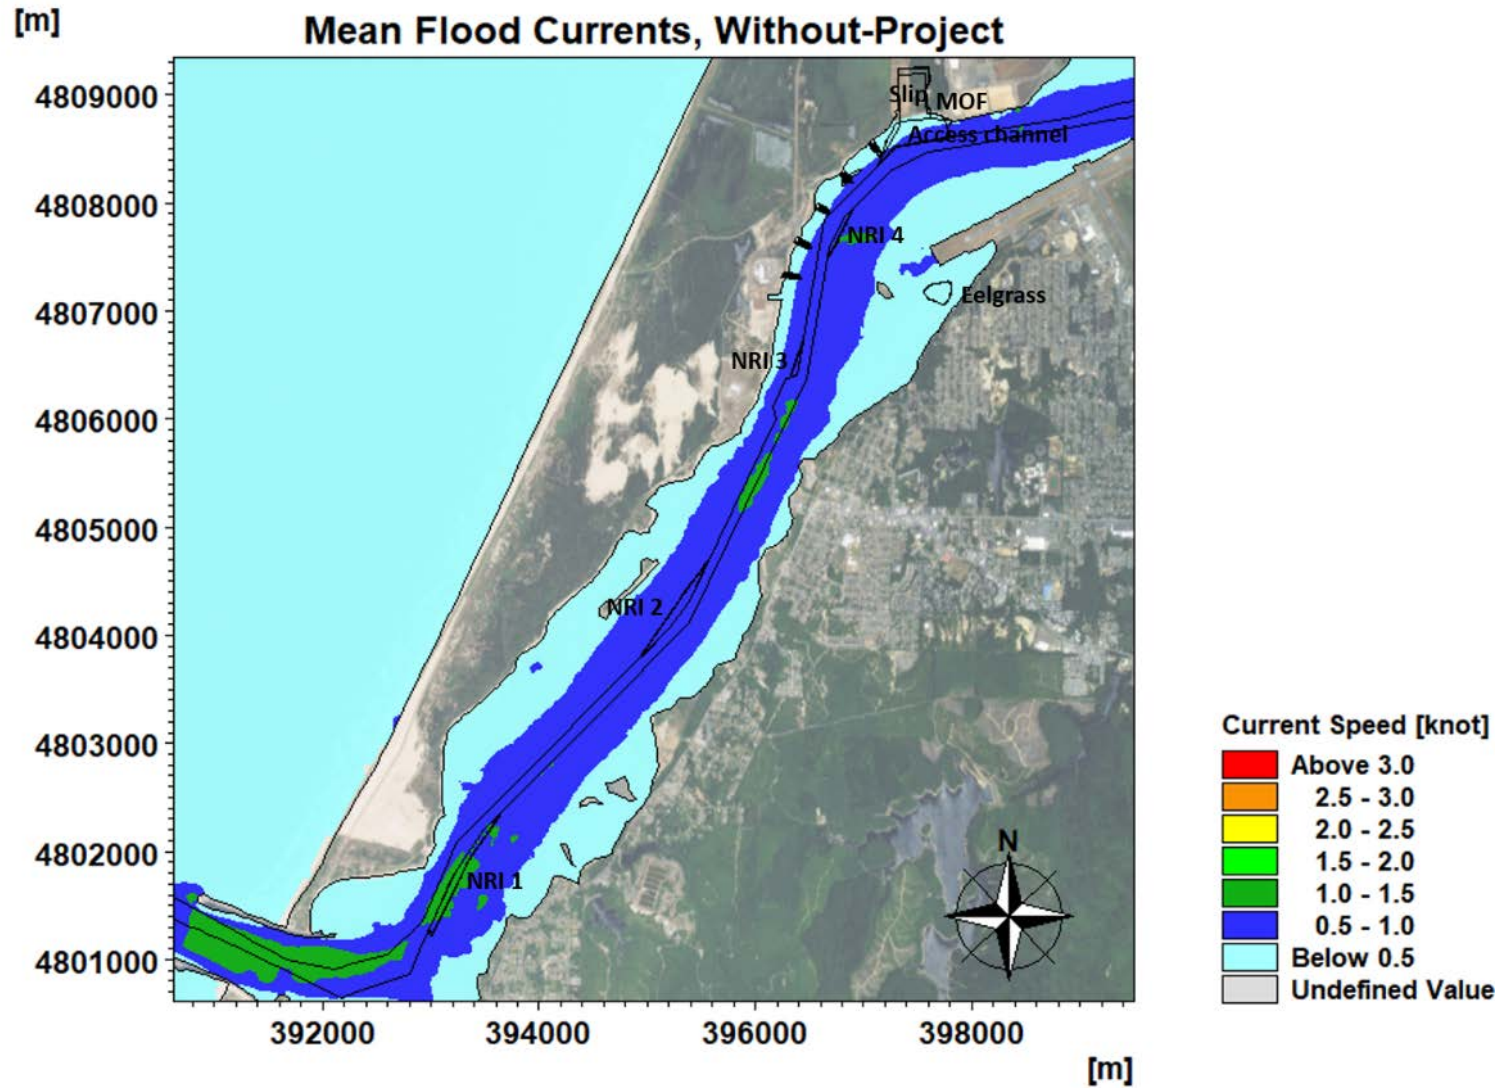 [m]
Mean Flood Currents, Without-Project
4809000
4808000
4807000
4806000
4805000
4804000
4803000
4802000
4801000
Slip
MOF
Access channel
NRI 4
Eelgrass
NRI 3
NRI 2
NRI 1
N
392000
394000
396000
398000
[m]
Current Speed [knot]
Above 3.0
2.5 - 3.0
2.0 - 2.5
1.5 - 2.0
1.0 - 1.5
0.5 - 1.0
Below 0.5
Undefined Value